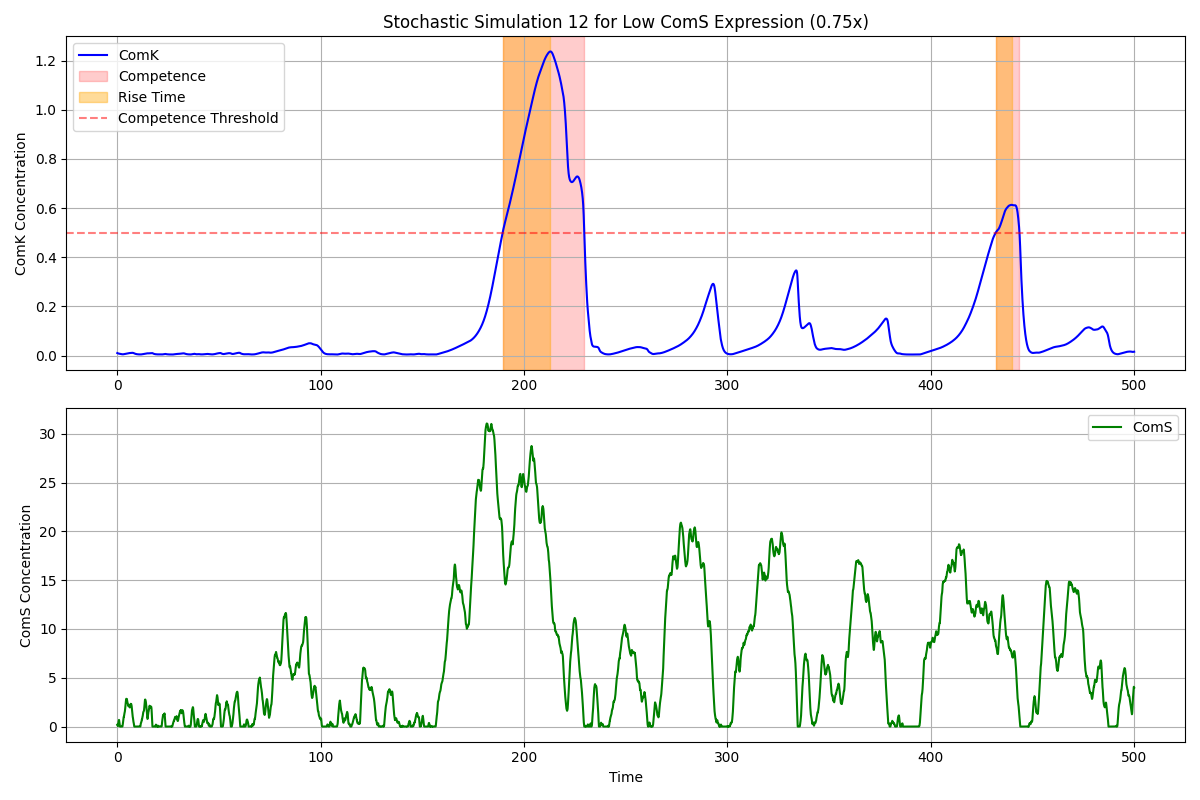 Stochastic Simulation 12 for Low ComS Expression (0.75x)
ComK
Competence
Rise Time
Competence Threshold
ComK Concentration
1.2
1.0
0.8
0.6
0.4
0.2
0.0
0 100 200 300 400 500
ComS
ComS Concentration
30
25
20
15
10
5
0
0 100 200 300 400 500
Time